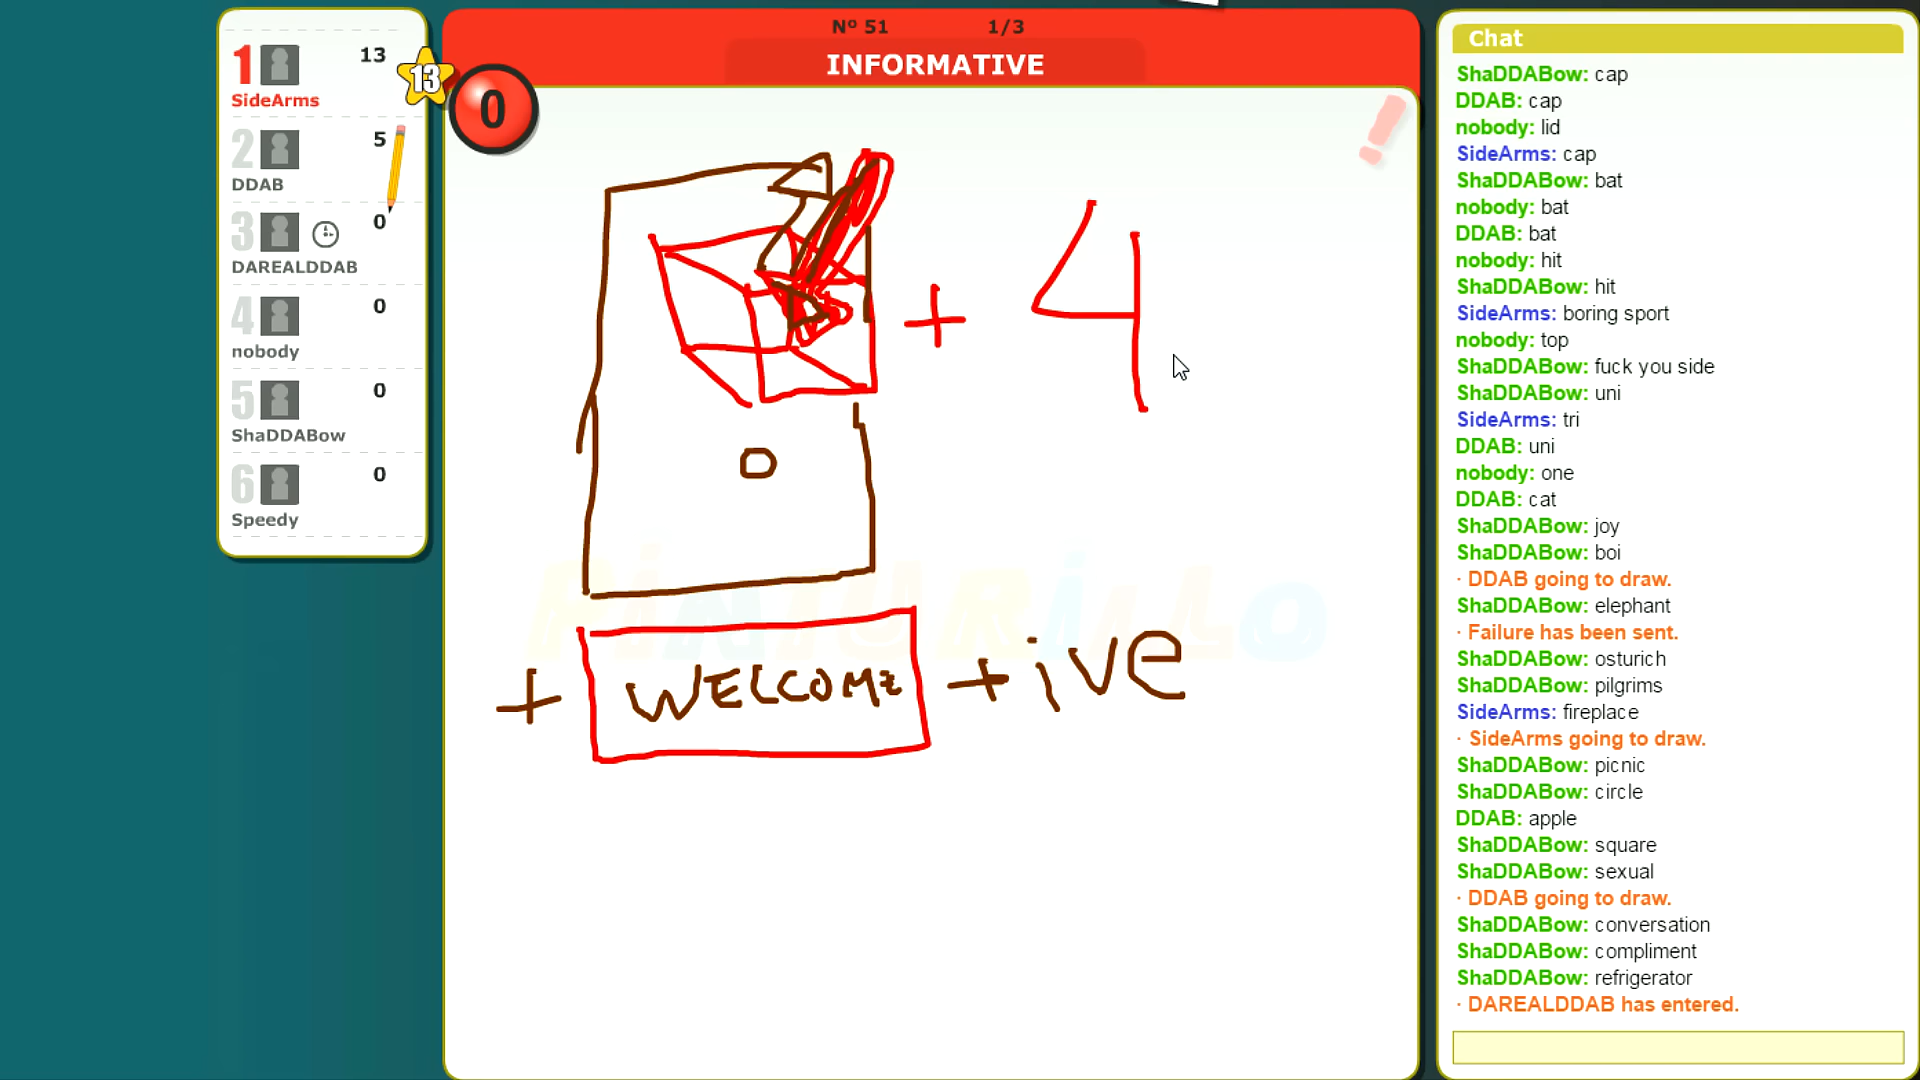 Nº 51 1/3
INFORMATIVE
1 SideArms 13
13
0
2 DDAB 5
3 DAREALDDAB 0
4 nobody 0
5 ShaDDABow 0
6 Speedy 0
+ 4
PINTURILLO
+ WELCOME + ive
Chat
ShaDDABow: cap
DDAB: cap
nobody: lid
SideArms: cap
ShaDDABow: bat
nobody: bat
DDAB: bat
nobody: hit
ShaDDABow: hit
SideArms: boring sport
nobody: top
ShaDDABow: fuck you side
ShaDDABow: uni
SideArms: tri
DDAB: uni
nobody: one
DDAB: cat
ShaDDABow: joy
ShaDDABow: boi
· DDAB going to draw.
ShaDDABow: elephant
· Failure has been sent.
ShaDDABow: osturich
ShaDDABow: pilgrims
SideArms: fireplace
· SideArms going to draw.
ShaDDABow: picnic
ShaDDABow: circle
DDAB: apple
ShaDDABow: square
ShaDDABow: sexual
· DDAB going to draw.
ShaDDABow: conversation
ShaDDABow: compliment
ShaDDABow: refrigerator
· DAREALDDAB has entered.